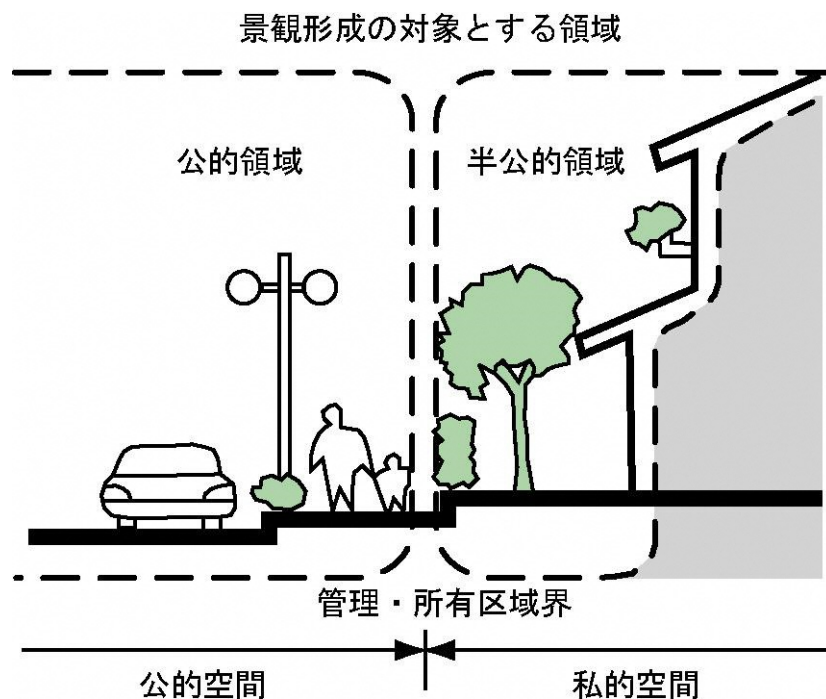 景観形成の対象とする領域
公的領域
半公的領域
管理・所有区域界
公的空間
私的空間